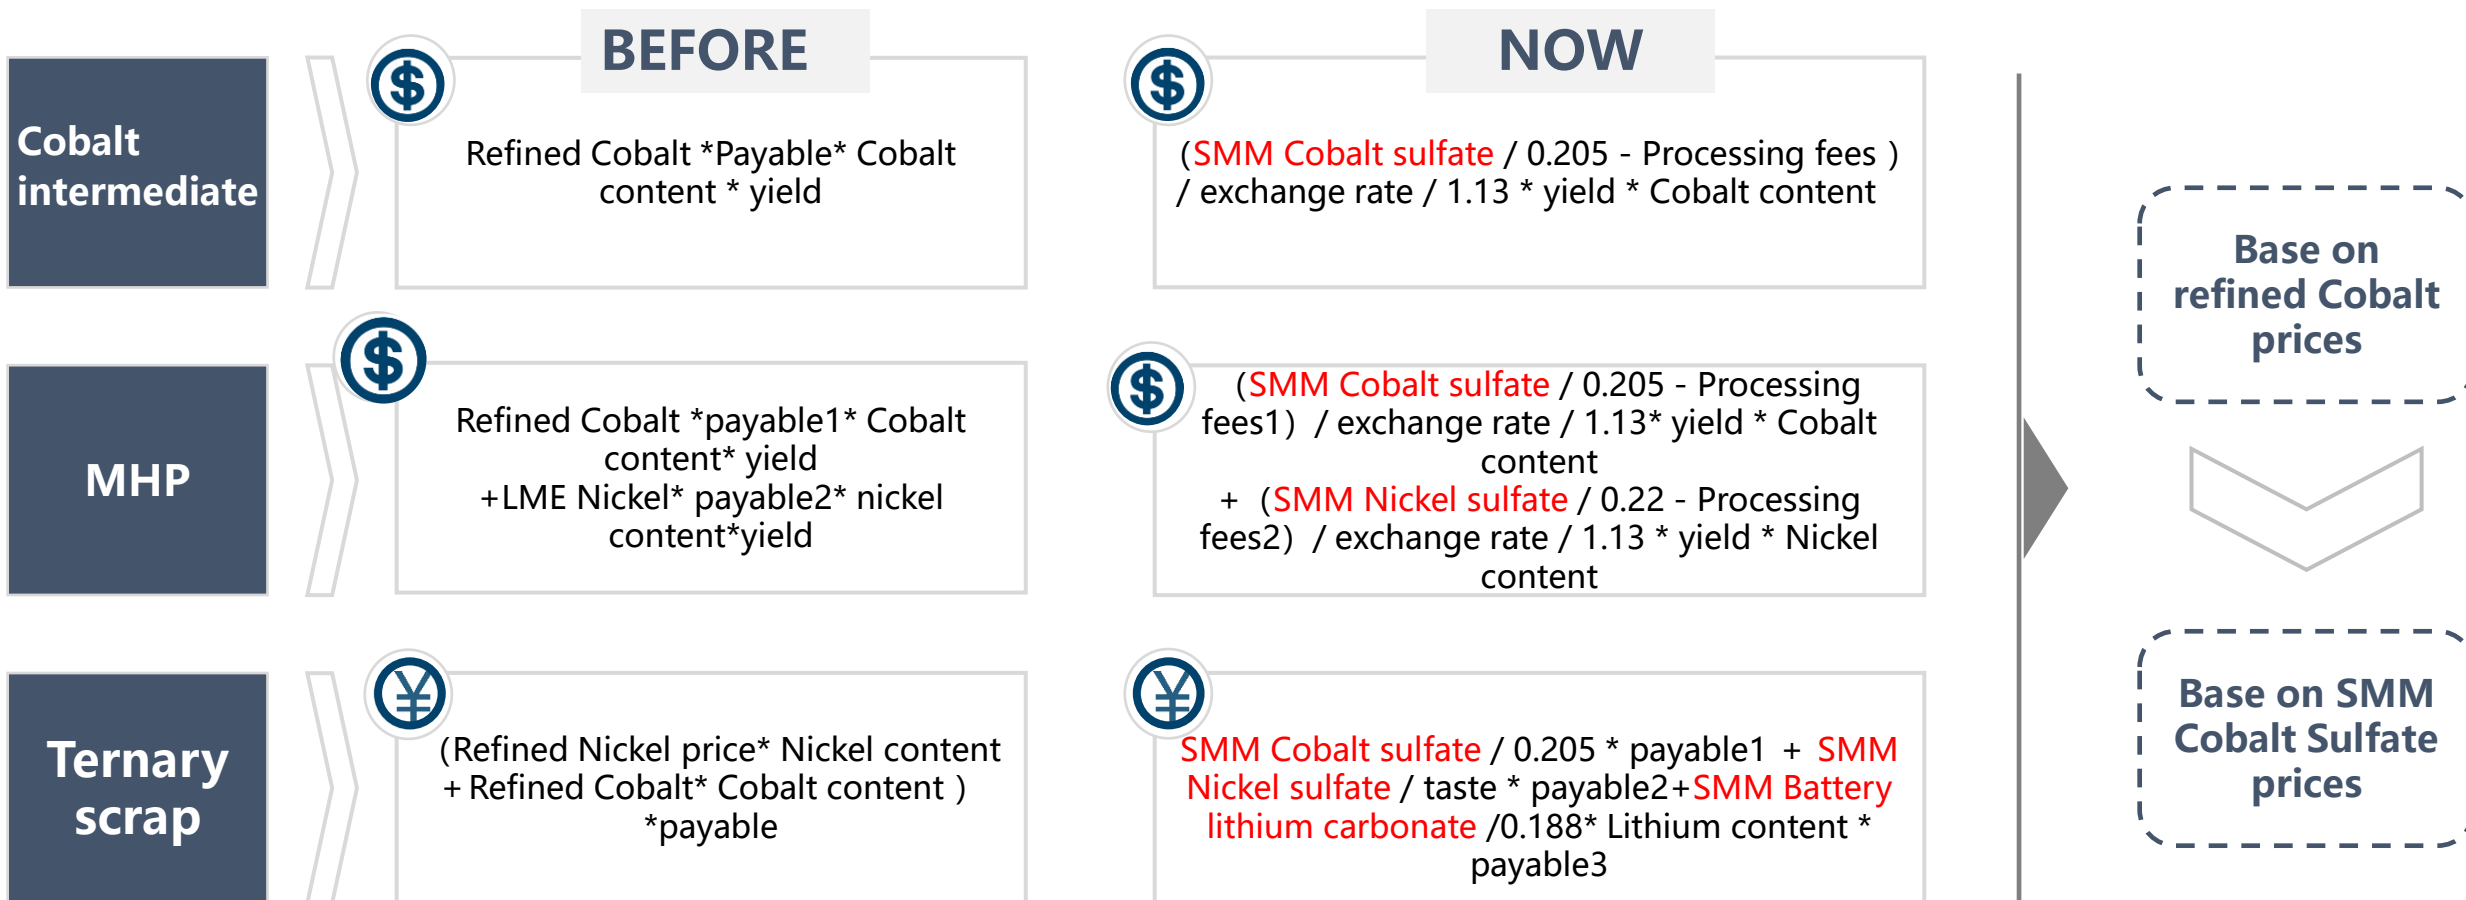 BEFORE
NOW
Cobalt
intermediate
Refined Cobalt *Payable* Cobalt
content * yield
(SMM Cobalt sulfate / 0.205 - Processing fees )
/ exchange rate / 1.13 * yield * Cobalt content
MHP
Refined Cobalt *payable1* Cobalt
content* yield
+LME Nickel* payable2* nickel
content*yield
(SMM Cobalt sulfate / 0.205 - Processing
fees1) / exchange rate / 1.13* yield * Cobalt
content
+ (SMM Nickel sulfate / 0.22 - Processing
fees2) / exchange rate / 1.13 * yield * Nickel
content
Ternary
scrap
(Refined Nickel price* Nickel content
+Refined Cobalt* Cobalt content )
*payable
SMM Cobalt sulfate / 0.205 * payable1 + SMM
Nickel sulfate / taste * payable2+SMM Battery
lithium carbonate /0.188* Lithium content *
payable3
Base on
refined Cobalt
prices
Base on SMM
Cobalt Sulfate
prices